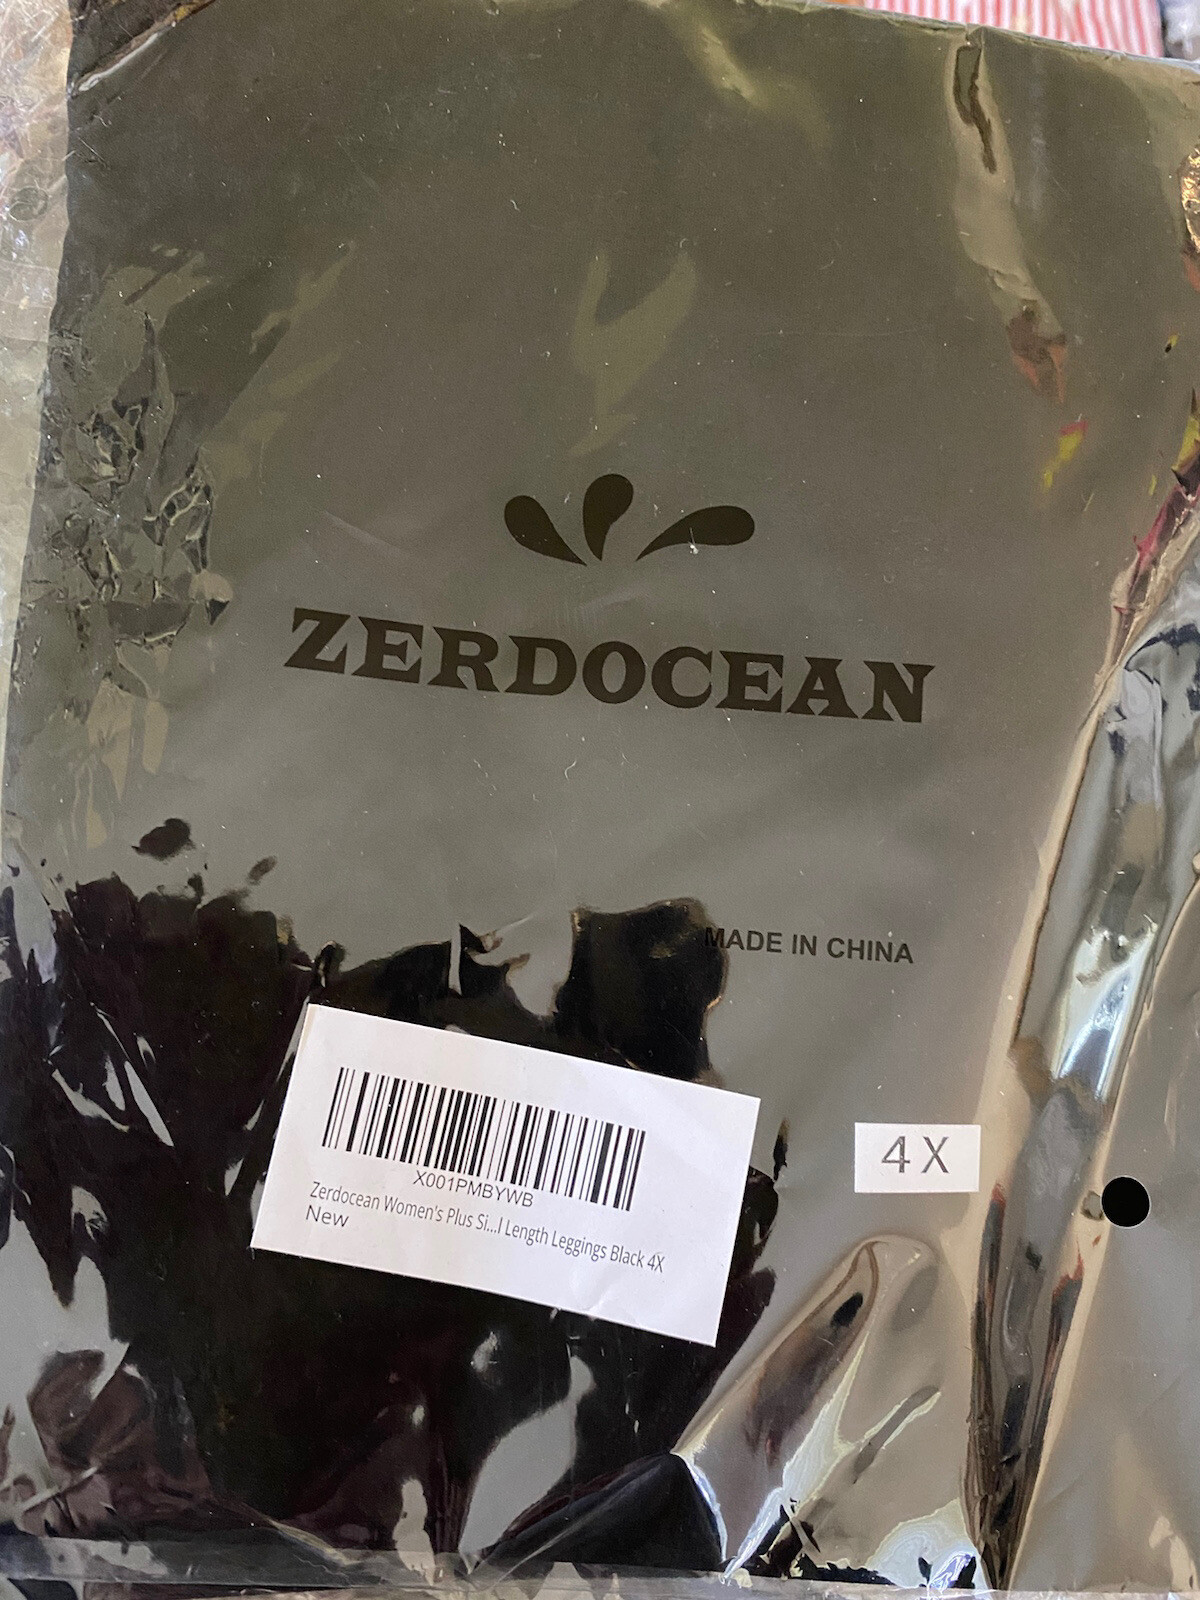 ZERDOCEAN
MADE IN CHINA
X001PMBYWB
Zerdocean Women's Plus Si...l Length Leggings Black 4X
New
4X